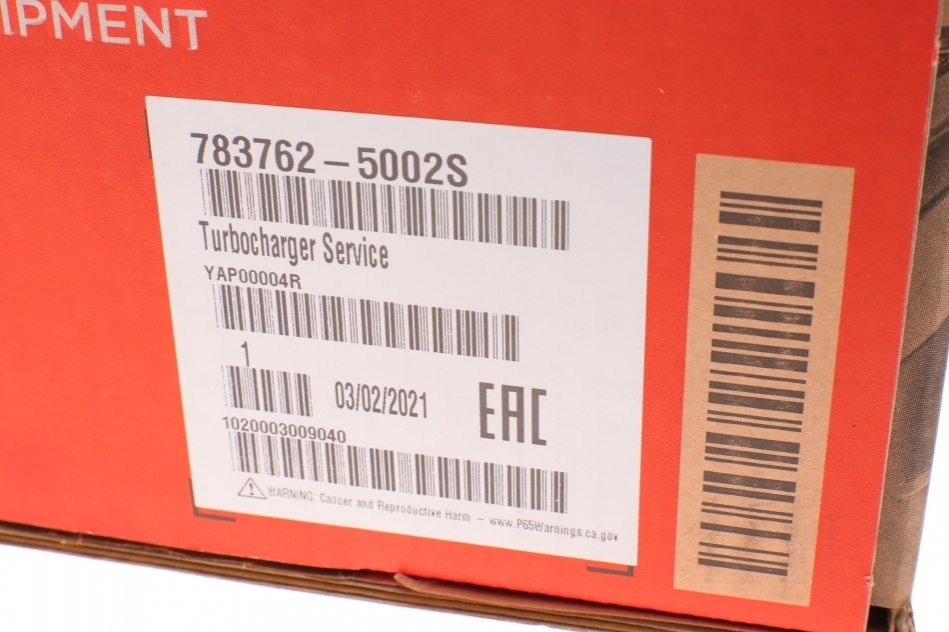 IPMENT
783762-5002S
Turbocharger Service
YAP00004R
1
03/02/2021
EAC
1020003009040
WARNING: Cancer and Reproductive Harm - www.P65Warnings.ca.gov